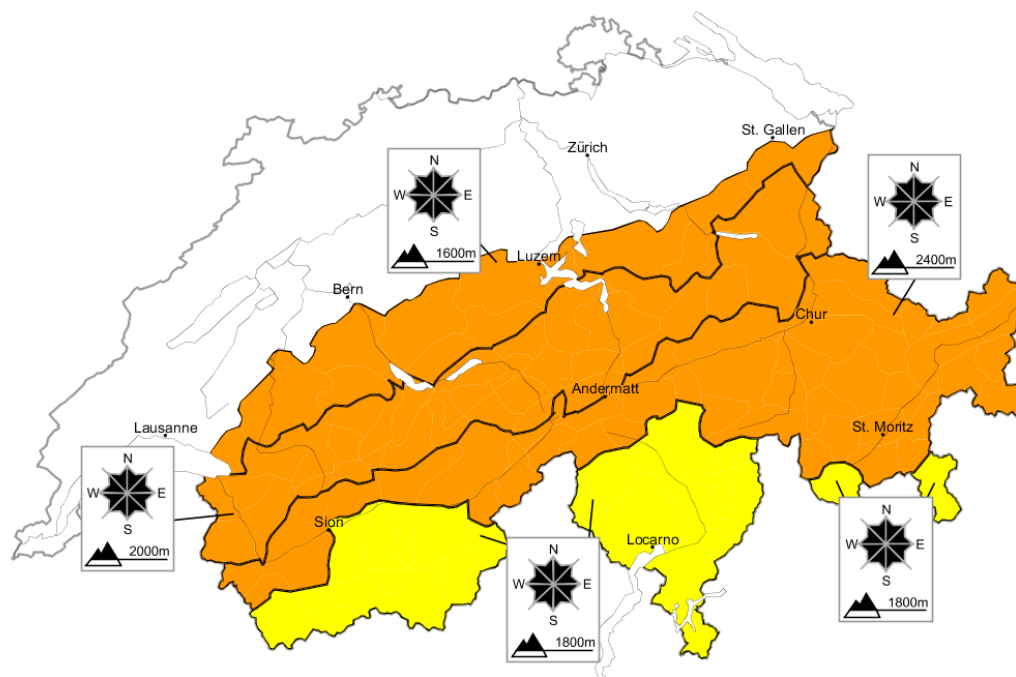 St. Gallen
Zürich
N
W E
S
1600m
N
W E
S
2400m
Luzern
Bern
Chur
Andermatt
Lausanne
St. Moritz
N
W E
S
2000m
Sion
Locarno
N
W E
S
1800m
N
W E
S
1800m